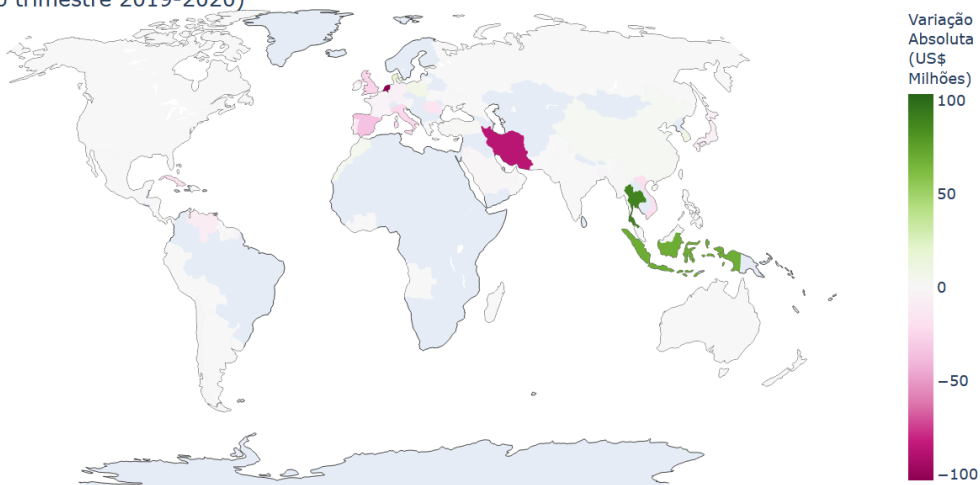 trimestre 2019-2020)
Variação
Absoluta
(US$
Milhões)
100
50
0
−50
−100